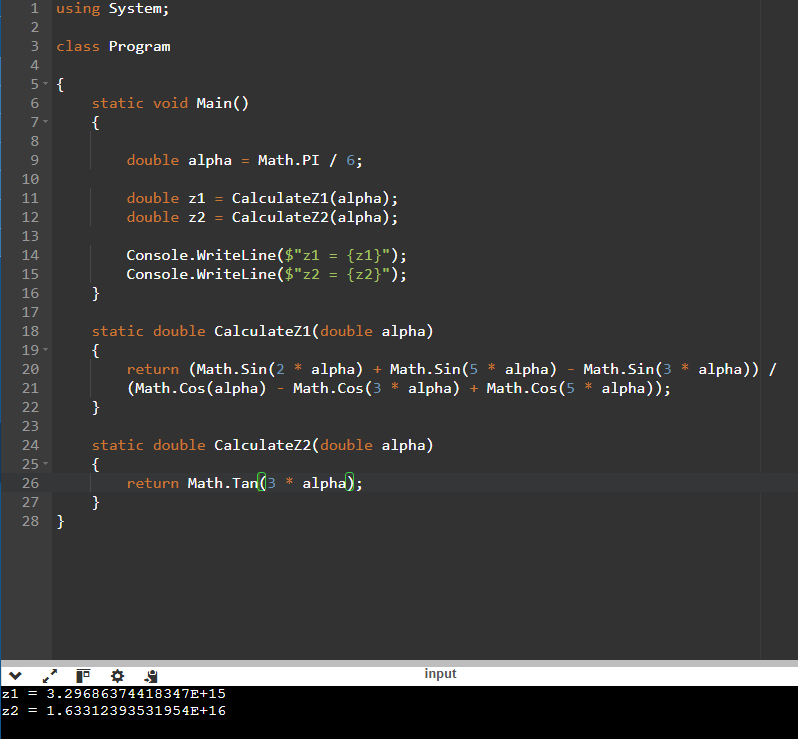 1 using System;
2
3 class Program
4
5 {
6     static void Main()
7     {
8
9         double alpha = Math.PI / 6;
10
11         double z1 = CalculateZ1(alpha);
12         double z2 = CalculateZ2(alpha);
13
14         Console.WriteLine($"z1 = {z1}");
15         Console.WriteLine($"z2 = {z2}");
16     }
17
18     static double CalculateZ1(double alpha)
19     {
20         return (Math.Sin(2 * alpha) + Math.Sin(5 * alpha) - Math.Sin(3 * alpha)) /
21         (Math.Cos(alpha) - Math.Cos(3 * alpha) + Math.Cos(5 * alpha));
22     }
23
24     static double CalculateZ2(double alpha)
25     {
26         return Math.Tan(3 * alpha);
27     }
28 }
input
z1 = 3.29686374418347E+15
z2 = 1.63312393531954E+16